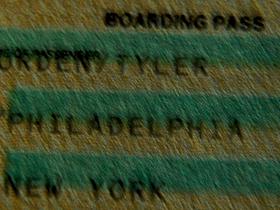 BOARDING PASS
ORDEN/TYLER
PHILADELPHIA
NEW YORK